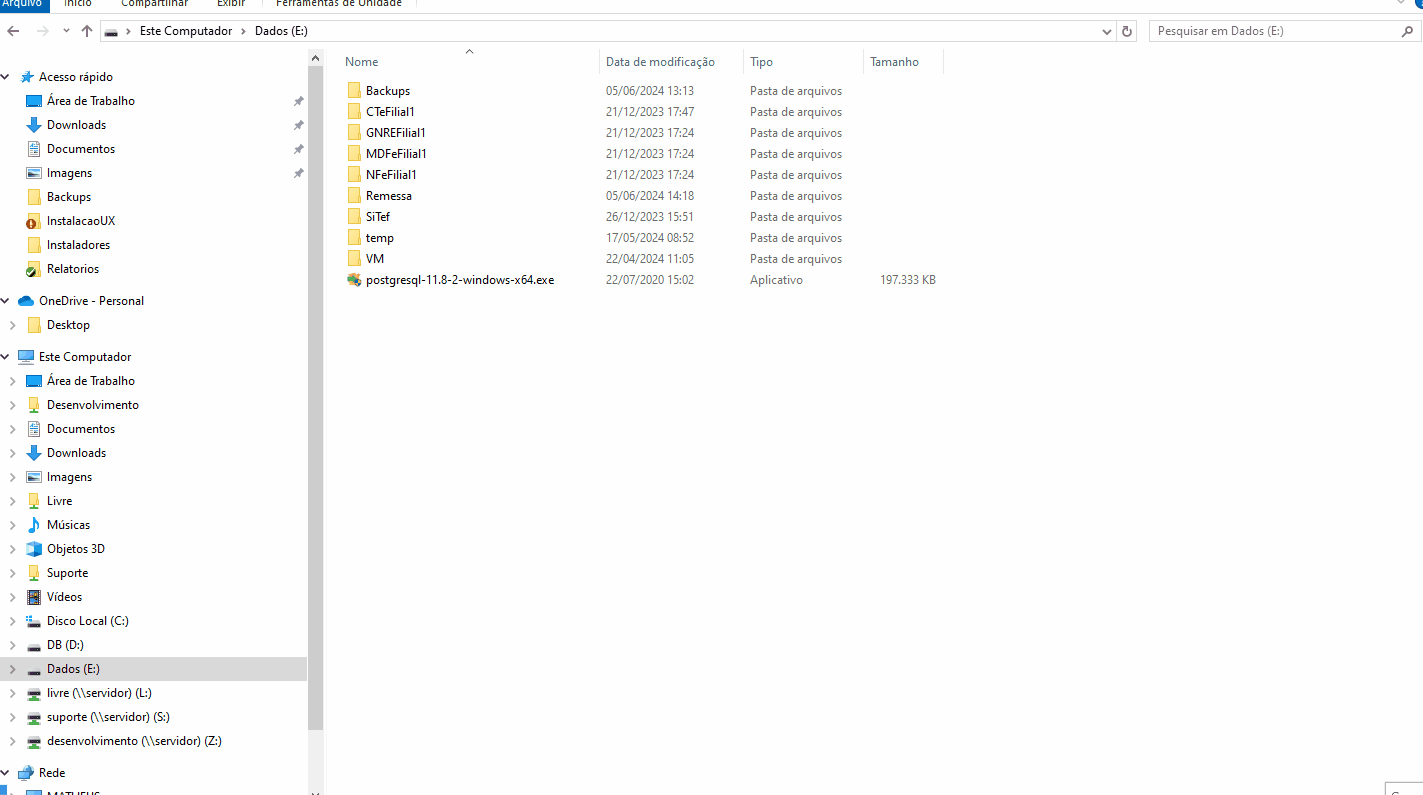 Arquivo Início Compartilhar Exibir Ferramentas de Unidade
Este Computador Dados (E:) Pesquisar em Dados (E:)
Acesso rápido
Área de Trabalho
Downloads
Documentos
Imagens
Backups
InstalacaoUX
Instaladores
Relatorios
OneDrive - Personal
Desktop
Este Computador
Área de Trabalho
Desenvolvimento
Documentos
Downloads
Imagens
Livre
Músicas
Objetos 3D
Suporte
Vídeos
Disco Local (C:)
DB (D:)
Dados (E:)
livre (\\servidor) (L:)
suporte (\\servidor) (S:)
desenvolvimento (\\servidor) (Z:)
Rede
MATHEUS
Nome Data de modificação Tipo Tamanho
Backups 05/06/2024 13:13 Pasta de arquivos
CTeFilial1 21/12/2023 17:47 Pasta de arquivos
GNREFilial1 21/12/2023 17:24 Pasta de arquivos
MDFeFilial1 21/12/2023 17:24 Pasta de arquivos
NFeFilial1 21/12/2023 17:24 Pasta de arquivos
Remessa 05/06/2024 14:18 Pasta de arquivos
SiTef 26/12/2023 15:51 Pasta de arquivos
temp 17/05/2024 08:52 Pasta de arquivos
VM 22/04/2024 11:05 Pasta de arquivos
postgresql-11.8-2-windows-x64.exe 22/07/2020 15:02 Aplicativo 197.333 KB